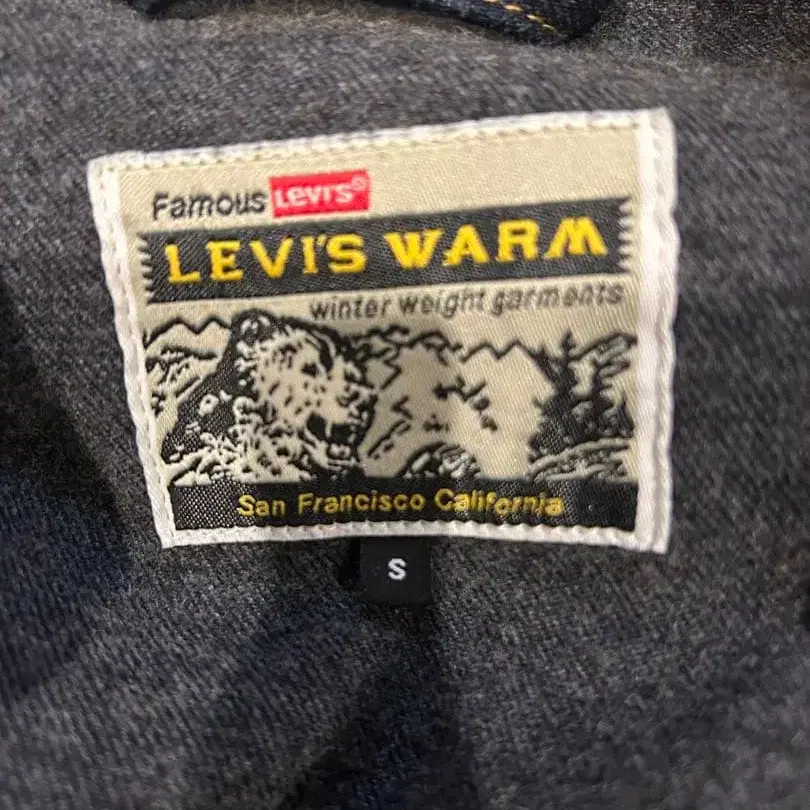 Famous Levi's®
LEVI'S WARM
winter weight garments
San Francisco California
S